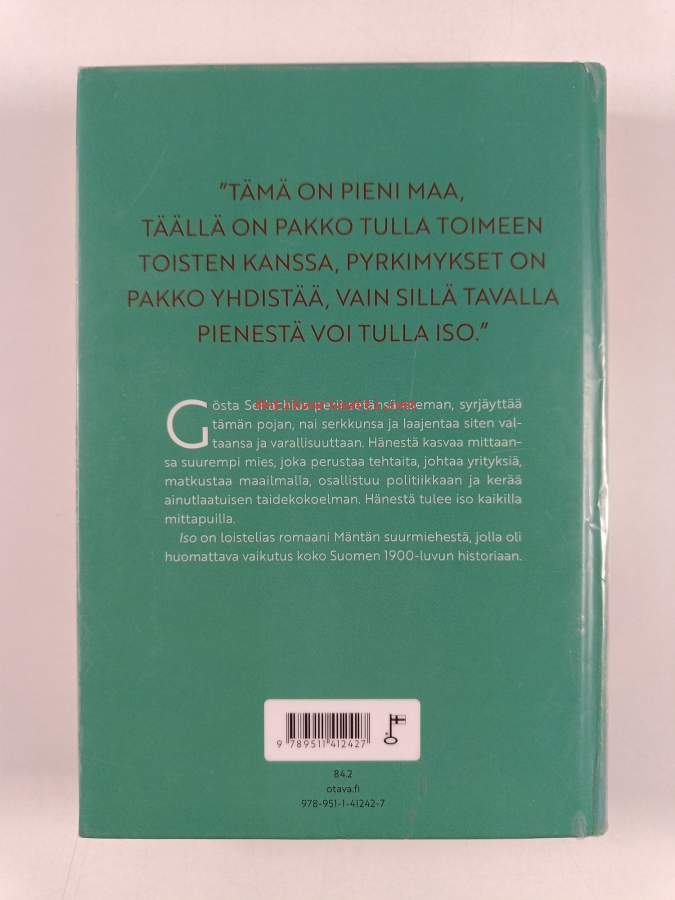 "TÄMÄ ON PIENI MAA,
TÄÄLLÄ ON PAKKO TULLA TOIMEEN
TOISTEN KANSSA, PYRKIMYKSET ON
PAKKO YHDISTÄÄ, VAIN SILLÄ TAVALLA
PIENESTÄ VOI TULLA ISO."
Gösta Serlachius perii setänsä aseman, syrjäyttää
tämän pojan, nai serkkunsa ja laajentaa siten val-
taansa ja varallisuuttaan. Hänestä kasvaa mittaan-
sa suurempi mies, joka perustaa tehtaita, johtaa yrityksiä,
matkustaa maailmalla, osallistuu politiikkaan ja kerää
ainutlaatuisen taidekokoelman. Hänestä tulee iso kaikilla
mittapuilla.
Iso on loistelias romaani Mäntän suurmiehestä, jolla oli
huomattava vaikutus koko Suomen 1900-luvun historiaan.
9 789511 412427
84.2
otava.fi
978-951-1-41242-7